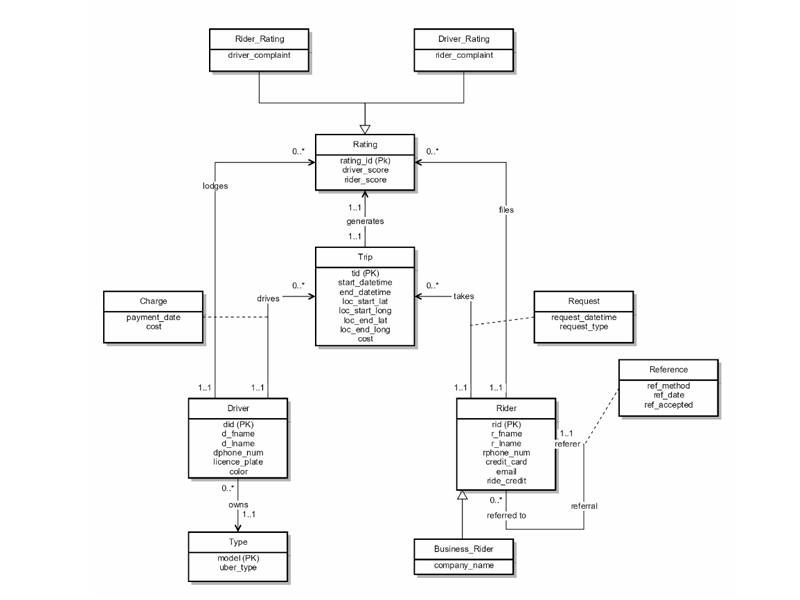 Rider_Rating
driver_complaint
Driver_Rating
rider_complaint
Rating
rating_id (Pk)
driver_score
rider_score
0..*
0..*
lodges
files
1..1
generates
1..1
Trip
tid (PK)
start_datetime
end_datetime
loc_start_lat
loc_start_long
loc_end_lat
loc_end_long
cost
0..*
drives
0..*
takes
Charge
payment_date
cost
Request
request_datetime
request_type
Reference
ref_method
ref_date
ref_accepted
1..1
1..1
1..1
1..1
Driver
did (PK)
d_fname
d_lname
dphone_num
licence_plate
color
Rider
rid (PK)
r_fname
r_lname
rphone_num
credit_card
email
ride_credit
1..1
referer
0..*
owns
1..1
0..*
referred to
referral
Type
model (PK)
uber_type
Business_Rider
company_name